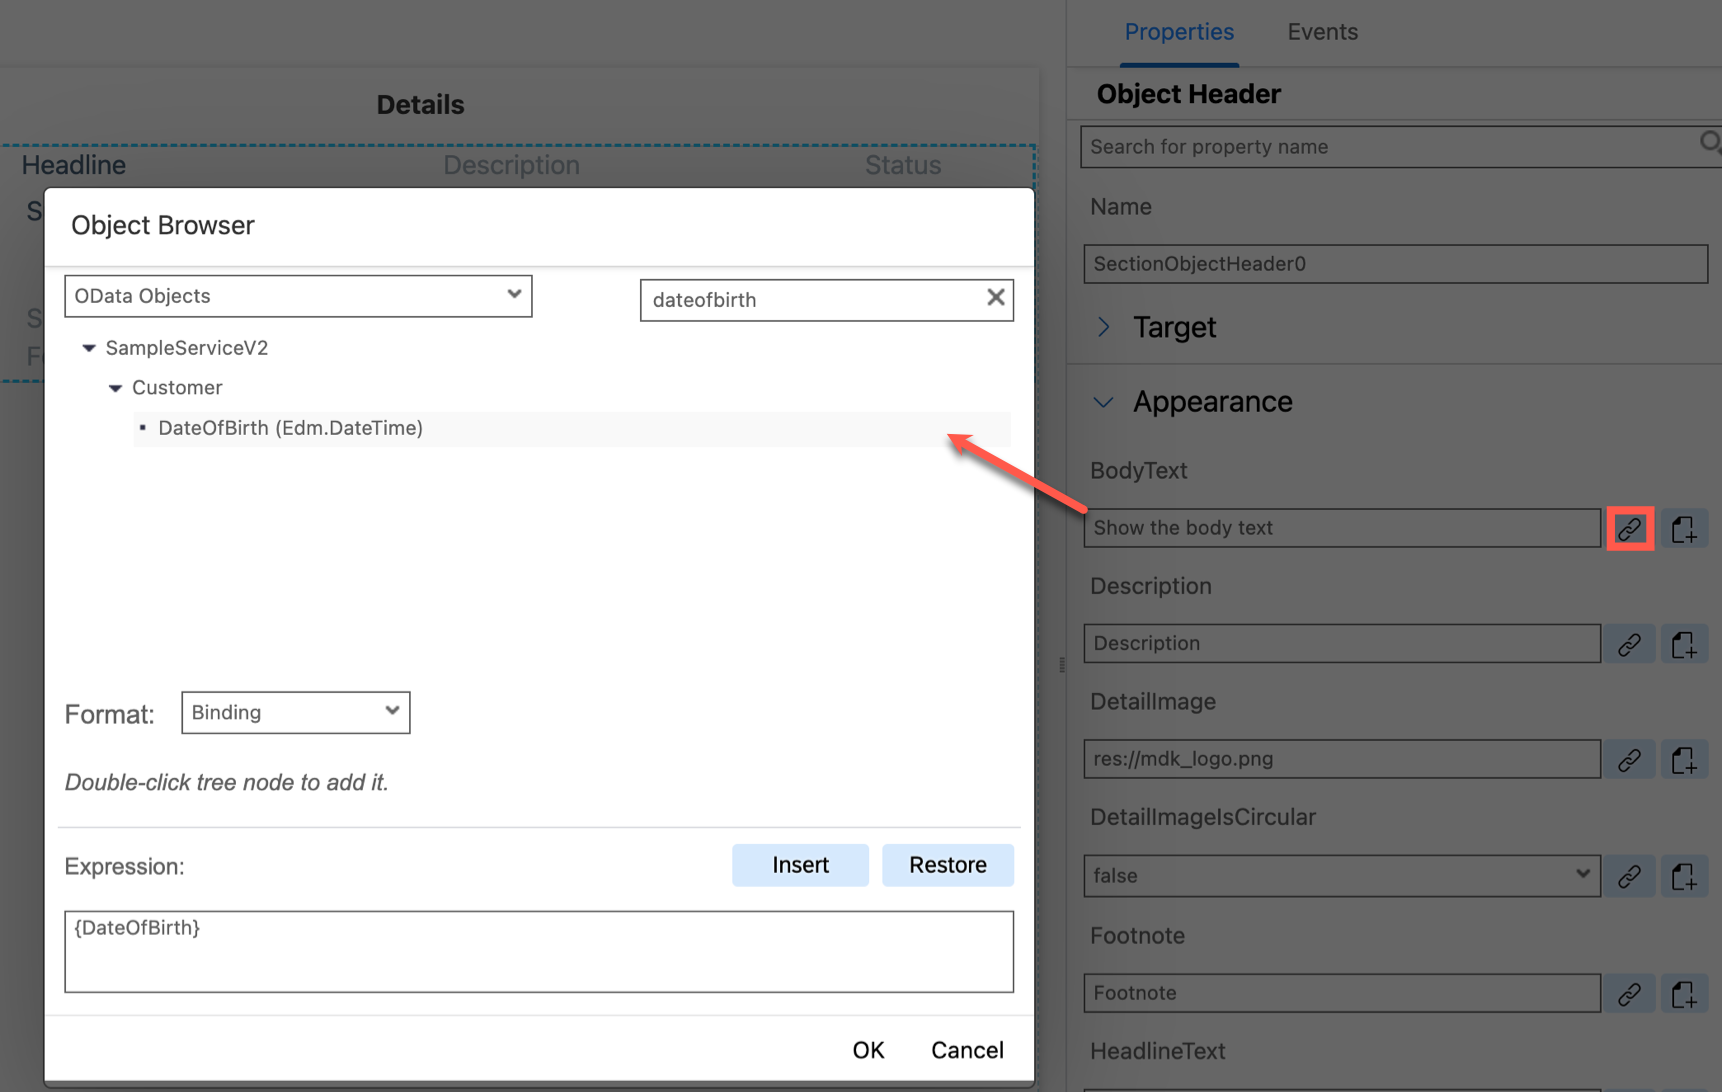 Properties
Events
Details
Object Header
Search for property name
Headline
Description
Status
Name
SectionObjectHeader0
Target
Appearance
BodyText
Show the body text
Description
Description
DetailImage
res://mdk_logo.png
DetailImageIsCircular
false
Footnote
Footnote
HeadlineText
Object Browser
OData Objects
dateofbirth
SampleServiceV2
Customer
DateOfBirth (Edm.DateTime)
Format:
Binding
Double-click tree node to add it.
Expression:
Insert
Restore
{DateOfBirth}
OK
Cancel